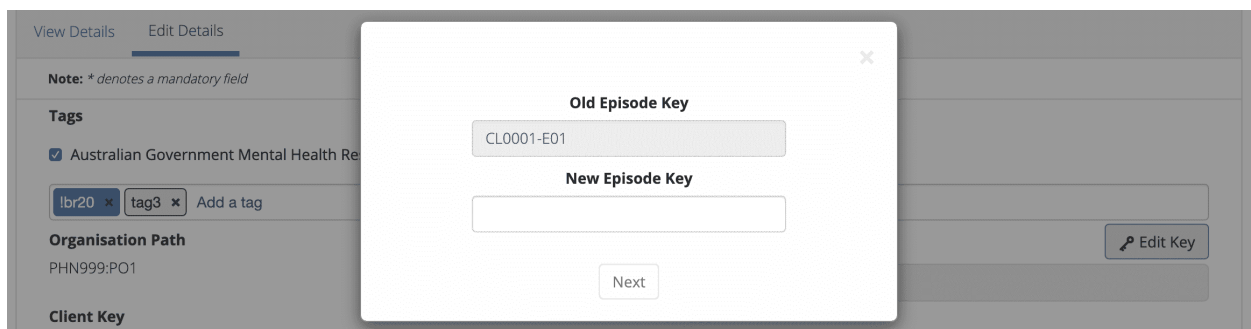 View Details Edit Details
Note: * denotes a mandatory field
Tags
Australian Government Mental Health Re
!br20 × tag3 × Add a tag
Organisation Path
PHN999:PO1
Client Key
Edit Key
×
Old Episode Key
CL0001-E01
New Episode Key
Next